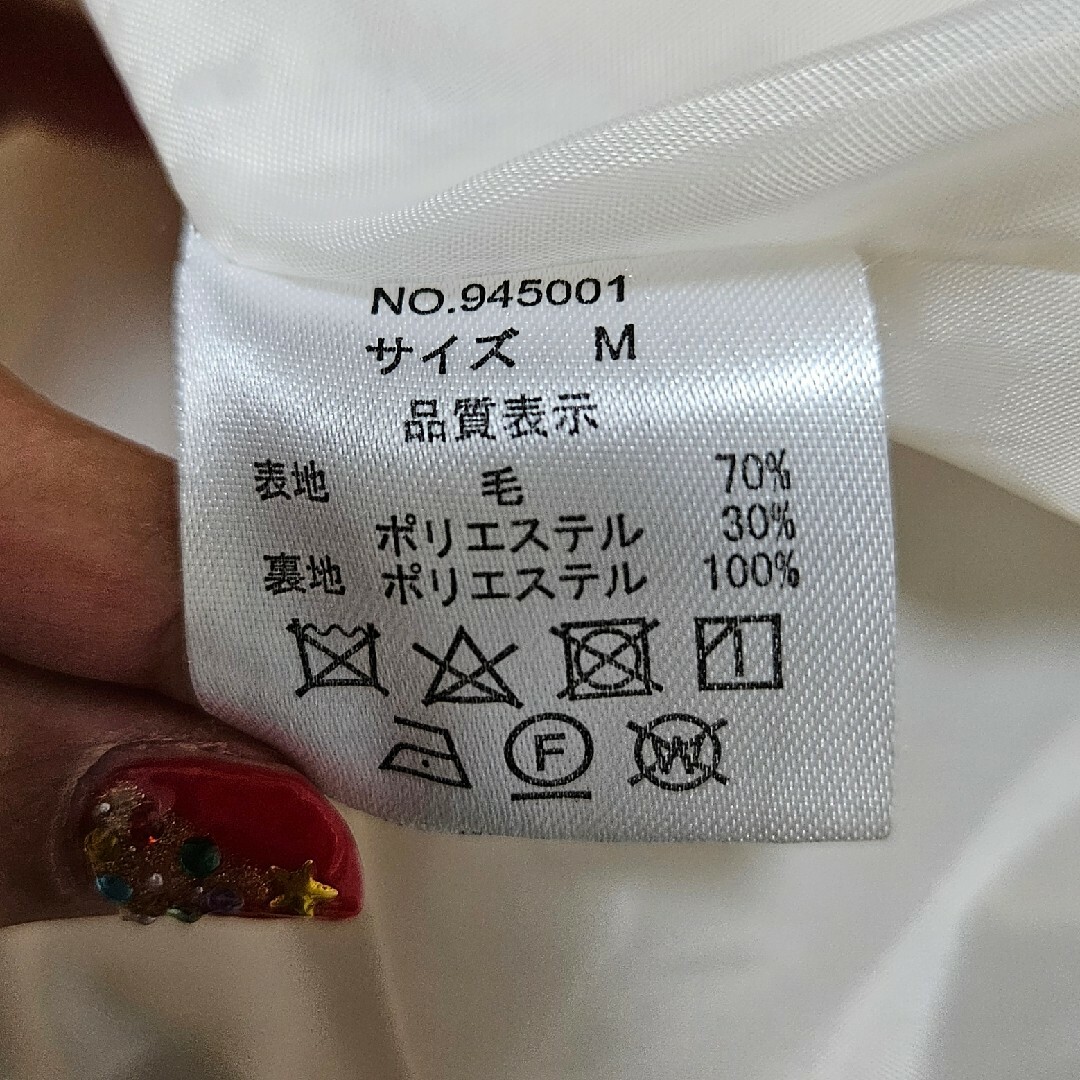 NO.945001
サイズ M
品質表示
表地 毛 70%
ポリエステル 30%
裏地 ポリエステル 100%
F W